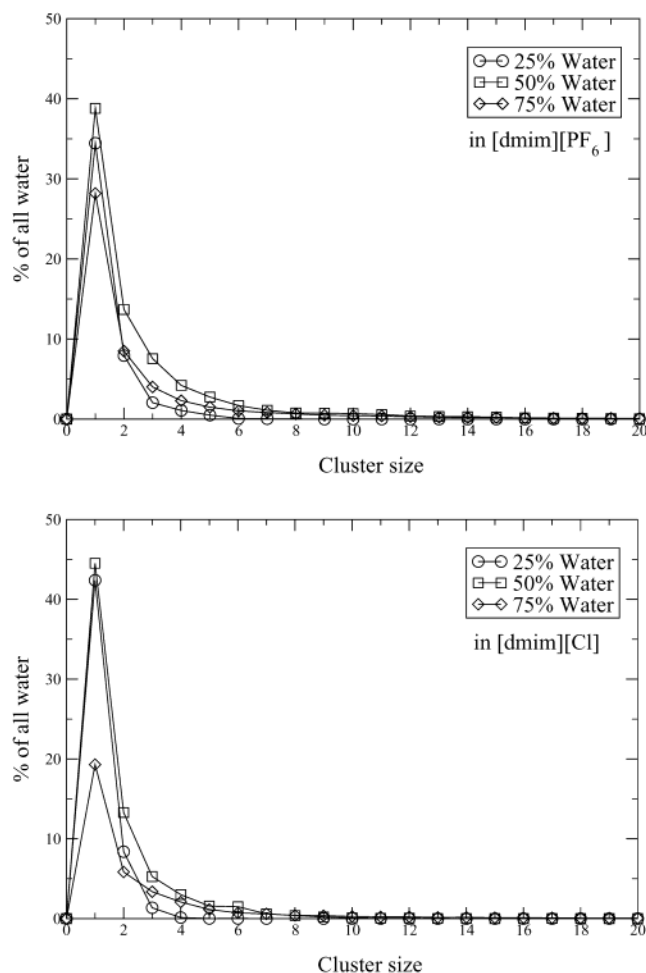 50
40
30
20
10
0
% of all water
25% Water
50% Water
75% Water
in [dmim][PF6]
0 2 4 6 8 10 12 14 16 18 20
Cluster size
50
40
30
20
10
0
% of all water
25% Water
50% Water
75% Water
in [dmim][Cl]
0 2 4 6 8 10 12 14 16 18 20
Cluster size